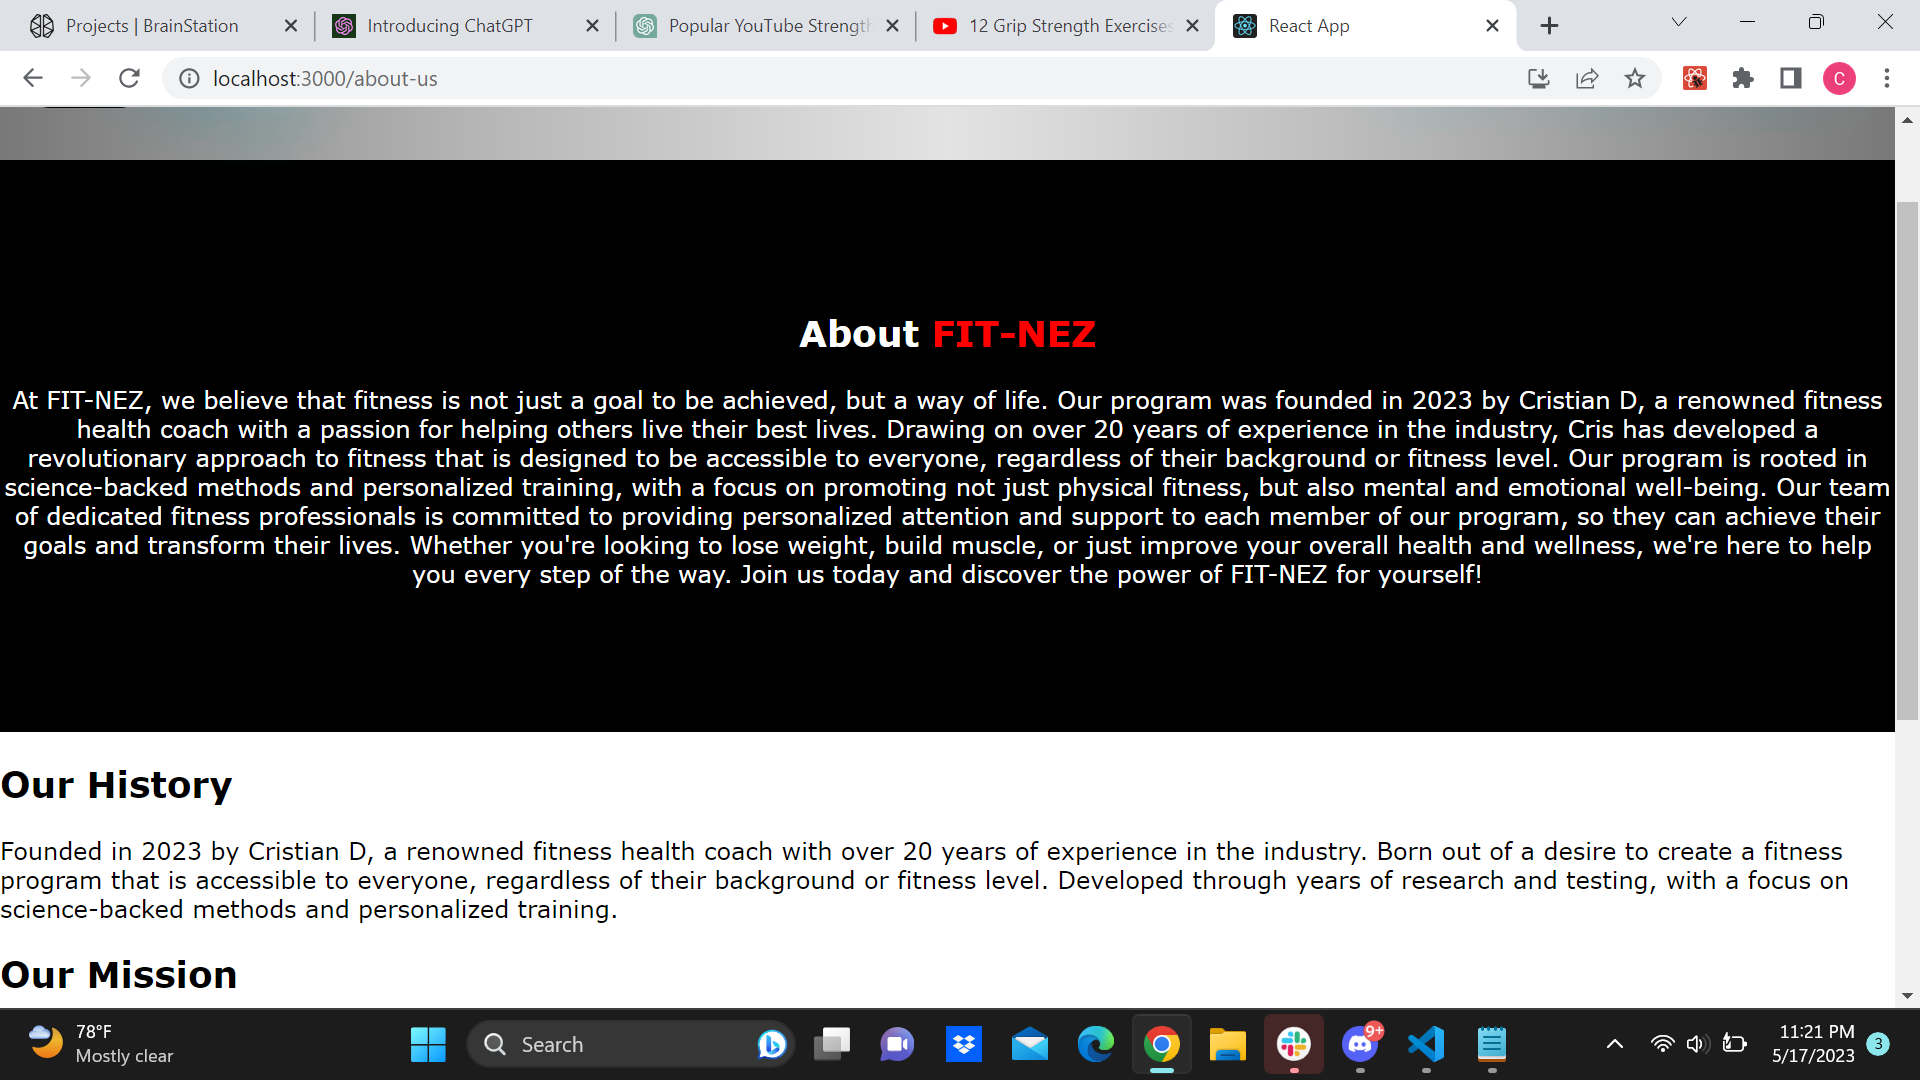 Projects | BrainStation
Introducing ChatGPT
Popular YouTube Strength
12 Grip Strength Exercises
React App
localhost:3000/about-us
C
About FIT-NEZ
At FIT-NEZ, we believe that fitness is not just a goal to be achieved, but a way of life. Our program was founded in 2023 by Cristian D, a renowned fitness
health coach with a passion for helping others live their best lives. Drawing on over 20 years of experience in the industry, Cris has developed a
revolutionary approach to fitness that is designed to be accessible to everyone, regardless of their background or fitness level. Our program is rooted in
science-backed methods and personalized training, with a focus on promoting not just physical fitness, but also mental and emotional well-being. Our team
of dedicated fitness professionals is committed to providing personalized attention and support to each member of our program, so they can achieve their
goals and transform their lives. Whether you're looking to lose weight, build muscle, or just improve your overall health and wellness, we're here to help
you every step of the way. Join us today and discover the power of FIT-NEZ for yourself!
Our History
Founded in 2023 by Cristian D, a renowned fitness health coach with over 20 years of experience in the industry. Born out of a desire to create a fitness
program that is accessible to everyone, regardless of their background or fitness level. Developed through years of research and testing, with a focus on
science-backed methods and personalized training.
Our Mission
78°F
Mostly clear
Search
9+
11:21 PM
5/17/2023
3